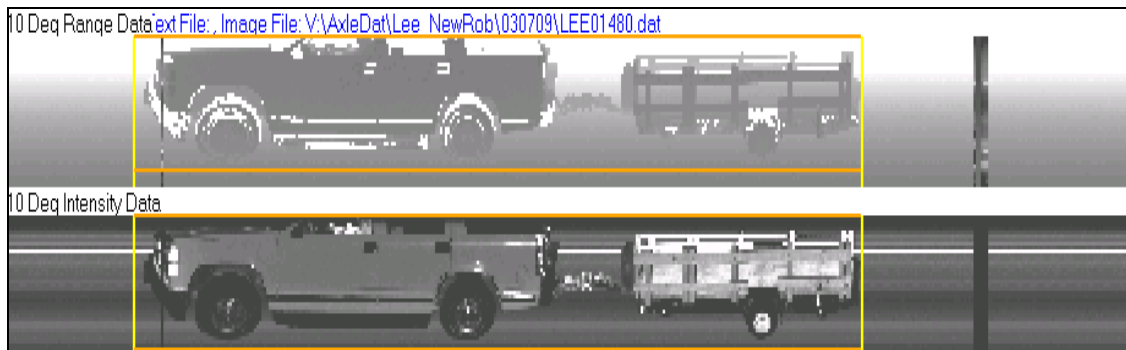 10 Deg Range Data ext File: , Image File: V:\AxleDat\Lee_NewRob\030709\LEE01480.dat
10 Deg Intensity Data